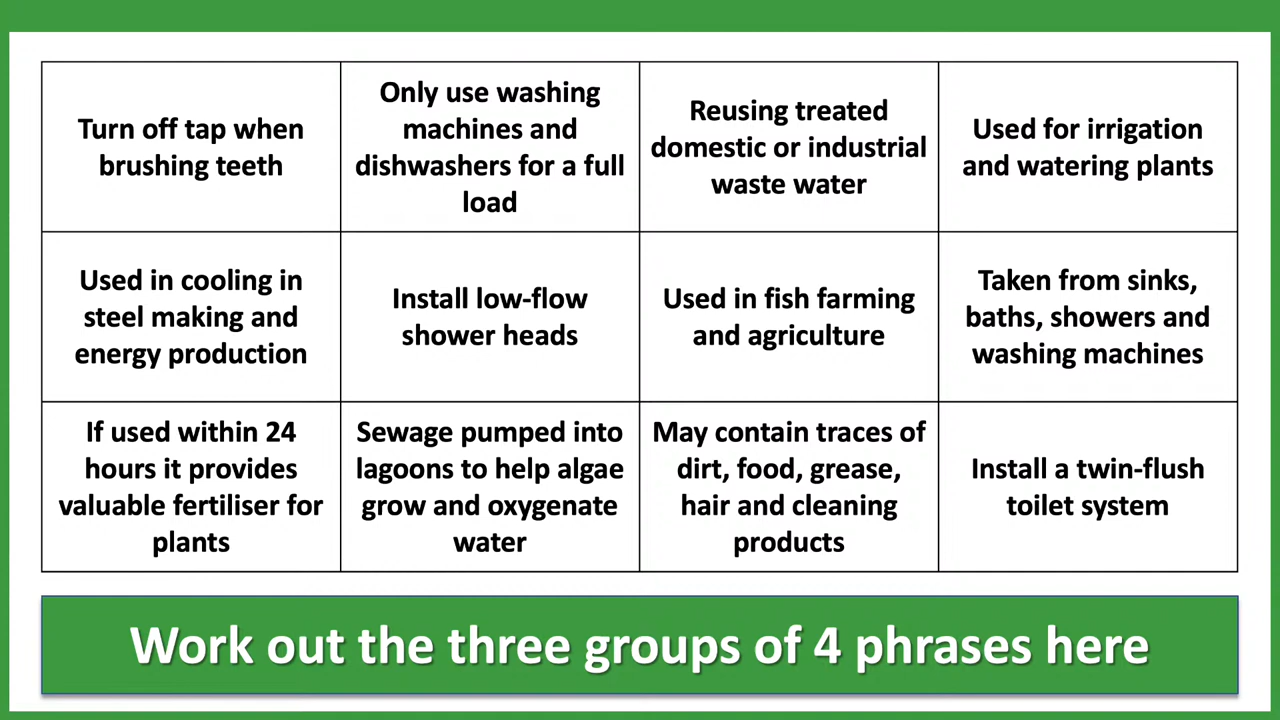 Turn off tap when
brushing teeth
Only use washing
machines and
dishwashers for a full
load
Reusing treated
domestic or industrial
waste water
Used for irrigation
and watering plants
Used in cooling in
steel making and
energy production
Install low-flow
shower heads
Used in fish farming
and agriculture
Taken from sinks,
baths, showers and
washing machines
If used within 24
hours it provides
valuable fertiliser for
plants
Sewage pumped into
lagoons to help algae
grow and oxygenate
water
May contain traces of
dirt, food, grease,
hair and cleaning
products
Install a twin-flush
toilet system
Work out the three groups of 4 phrases here